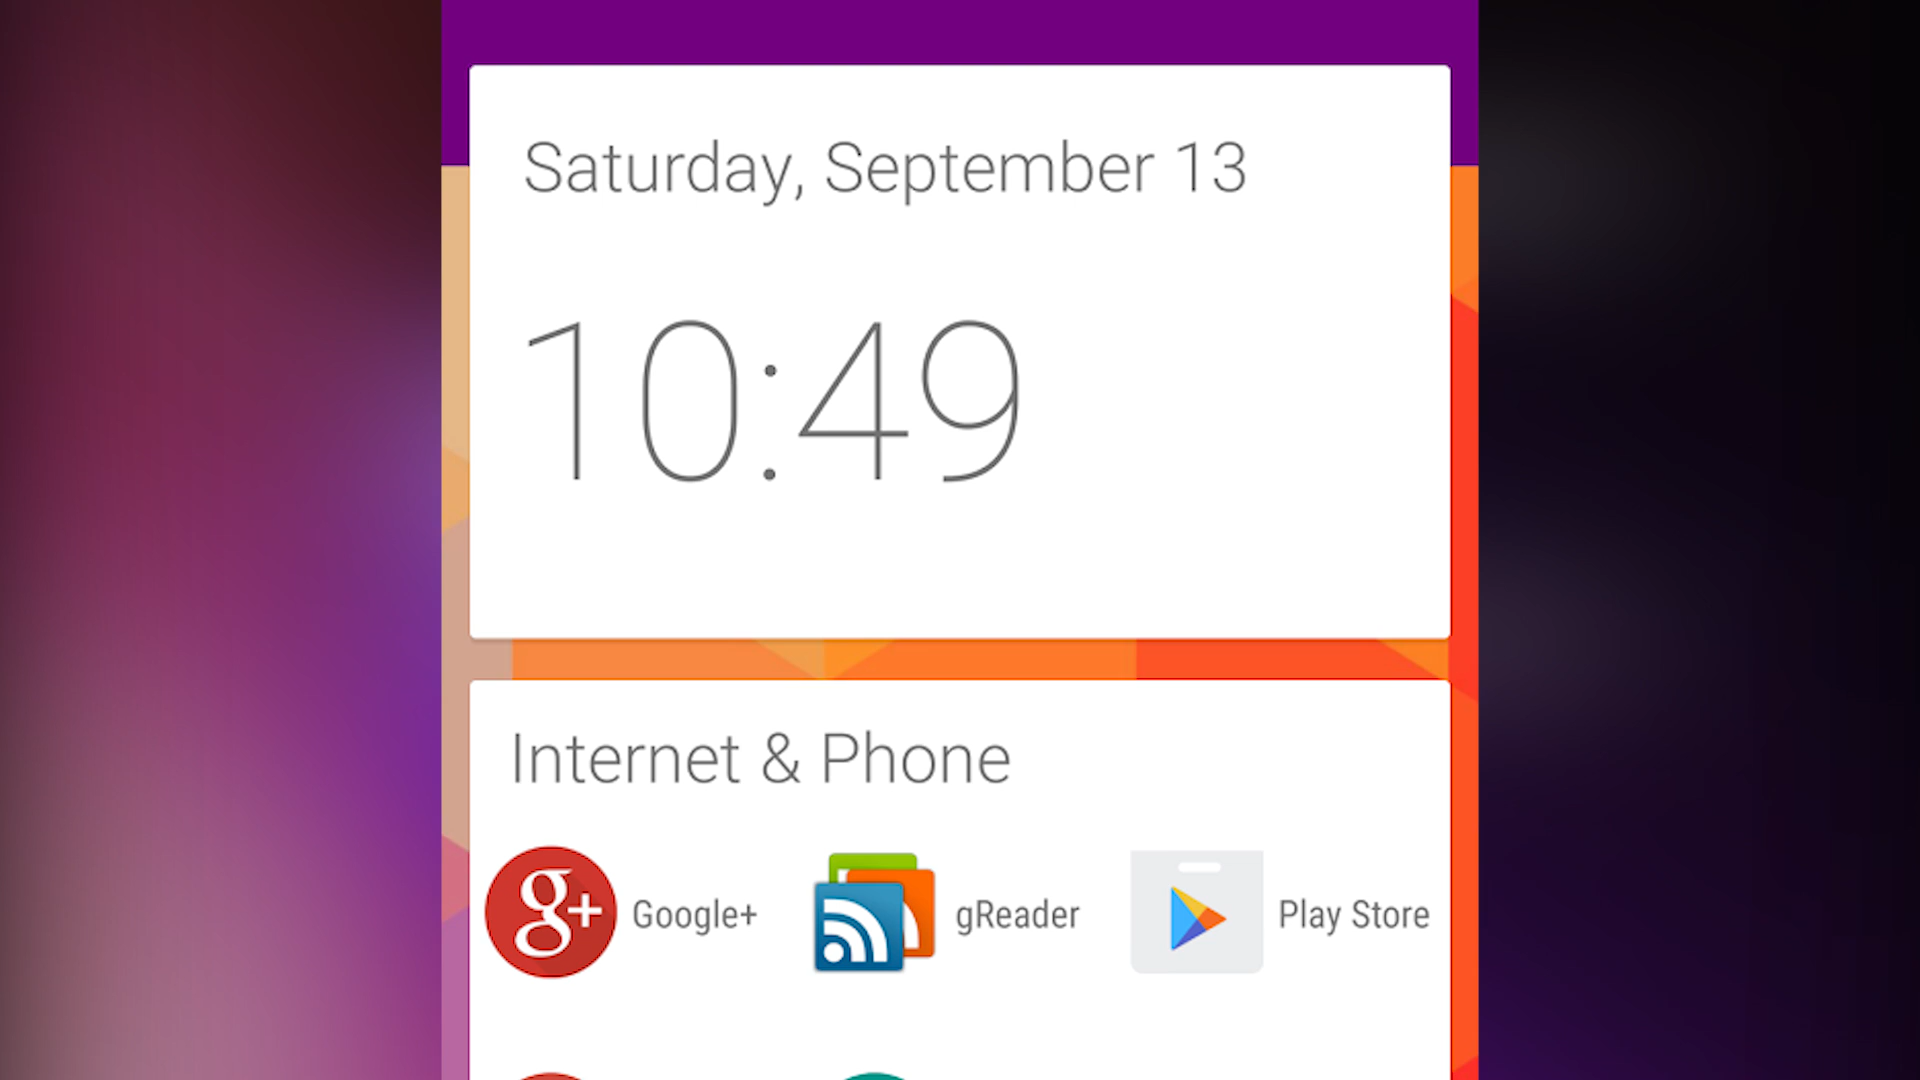 Saturday, September 13
10:49
Internet & Phone
g+ Google+ gReader Play Store